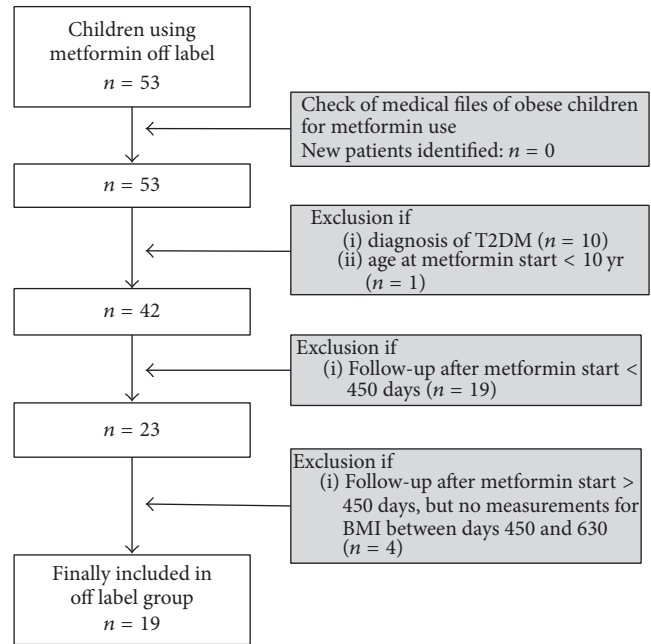 Children using
metformin off label
n = 53
Check of medical files of obese children
for metformin use
New patients identified: n = 0
n = 53
Exclusion if
(i) diagnosis of T2DM (n = 10)
(ii) age at metformin start < 10 yr
(n = 1)
n = 42
Exclusion if
(i) Follow-up after metformin start <
450 days (n = 19)
n = 23
Exclusion if
(i) Follow-up after metformin start >
450 days, but no measurements for
BMI between days 450 and 630
(n = 4)
Finally included in
off label group
n = 19